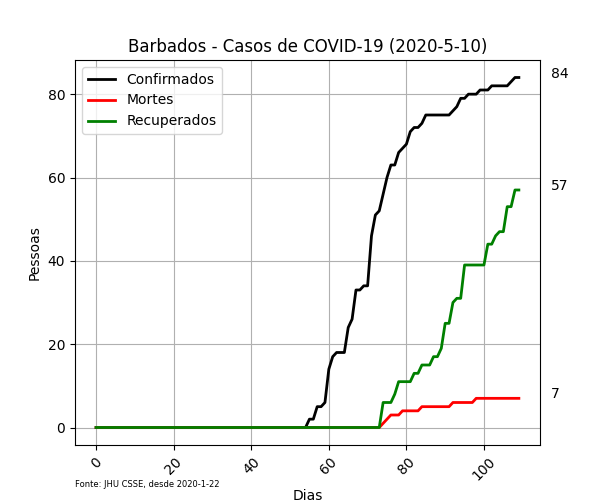 Barbados - Casos de COVID-19 (2020-5-10)
Confirmados
Mortes
Recuperados
84
57
7
Pessoas
80
60
40
20
0
0
20
40
60
80
100
Fonte: JHU CSSE, desde 2020-1-22
Dias